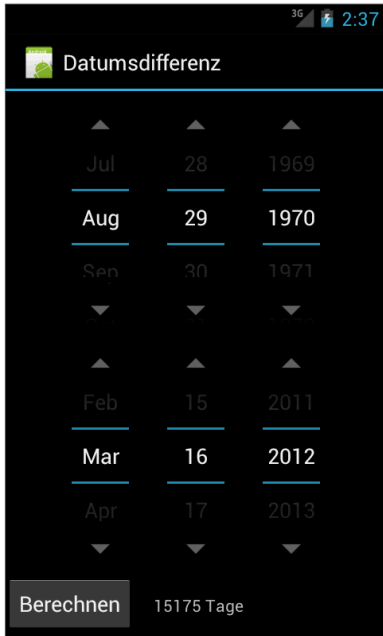 3G 2:37
Datumsdifferenz
Jul 28 1969
Aug 29 1970
Sep 30 1971
Feb 15 2011
Mar 16 2012
Apr 17 2013
Berechnen 15175 Tage